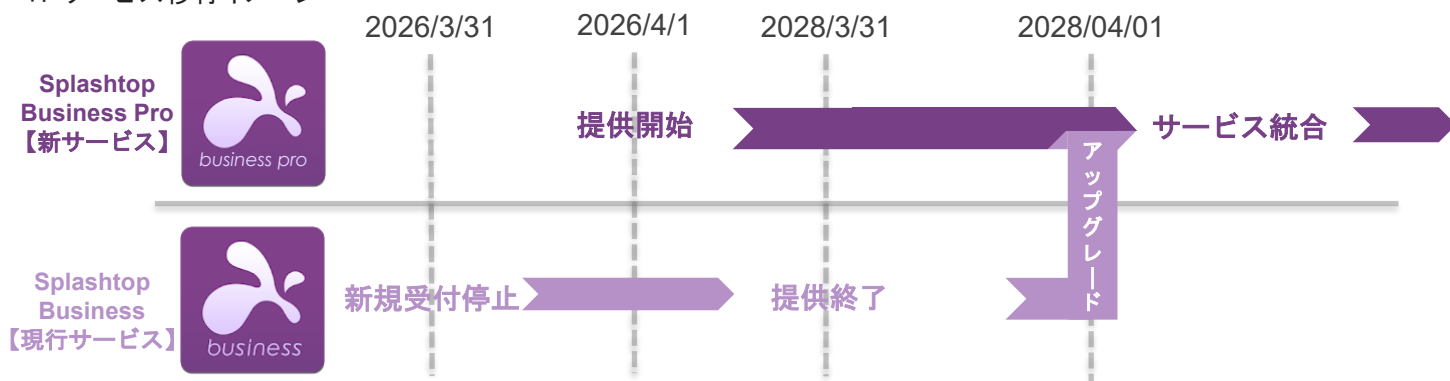 2026/3/31
2026/4/1
2028/3/31
2028/04/01
Splashtop
Business Pro
【新サービス】
business pro
提供開始
サービス統合
アップグレード
Splashtop
Business
【現行サービス】
business
新規受付停止
提供終了